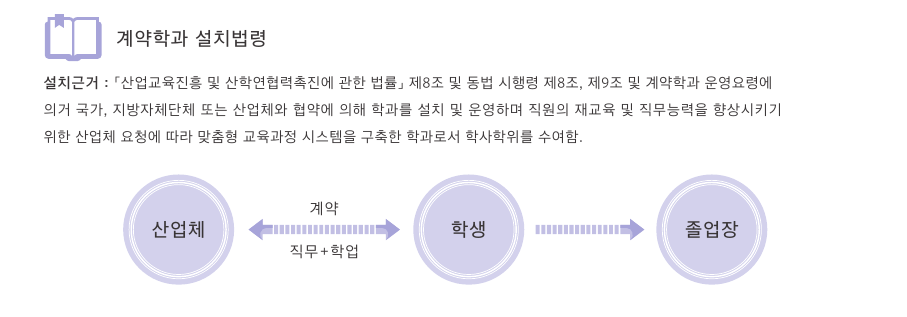 계약학과 설치법령
설치근거 : 「산업교육진흥 및 산학연협력촉진에 관한 법률」 제8조 및 동법 시행령 제8조, 제9조 및 계약학과 운영요령에
의거 국가, 지방자치단체 또는 산업체와 협약에 의해 학과를 설치 및 운영하며 직원의 재교육 및 직무능력을 향상시키기
위한 산업체 요청에 따라 맞춤형 교육과정 시스템을 구축한 학과로서 학사학위를 수여함.
산업체
계약
직무+학업
학생
졸업장